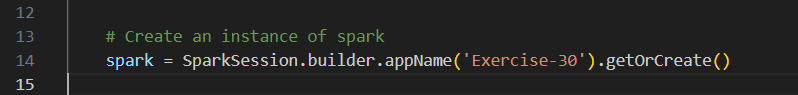 12
13 # Create an instance of spark
14 spark = SparkSession.builder.appName('Exercise-30').getOrCreate()
15